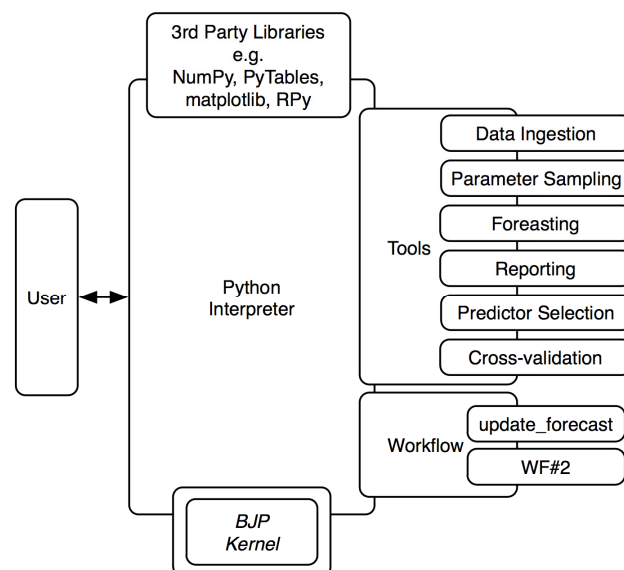 3rd Party Libraries
e.g.
NumPy, PyTables,
matplotlib, RPy
Data Ingestion
Parameter Sampling
Foreasting
Tools
Reporting
User
Python
Interpreter
Predictor Selection
Cross-validation
update_forecast
Workflow
WF#2
BJP
Kernel